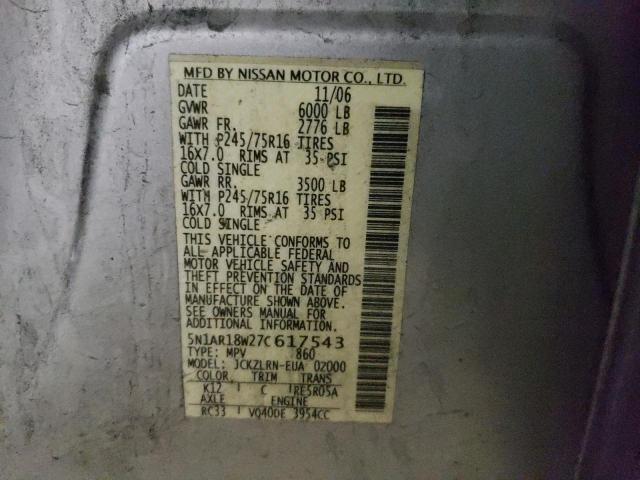 MFD BY NISSAN MOTOR CO., LTD.
DATE 11/06
GVWR 6000 LB
GAWR FR. 2776 LB
WITH P245/75R16 TIRES
16X7.0 RIMS AT 35 PSI
COLD SINGLE
GAWR RR. 3500 LB
WITH P245/75R16 TIRES
16X7.0 RIMS AT 35 PSI
COLD SINGLE
THIS VEHICLE CONFORMS TO
ALL APPLICABLE FEDERAL
MOTOR VEHICLE SAFETY AND
THEFT PREVENTION STANDARDS
IN EFFECT ON THE DATE OF
MANUFACTURE SHOWN ABOVE.
SEE OWNERS MANUAL FOR
ADDITIONAL INFORMATION
5N1AR18W27C617543
TYPE: MPV 860
MODEL: JCKZLRN-EUA 02000
COLOR TRIM TRANS
K12 C RE5R05A
AXLE ENGINE
RC33 VQ40DE 3954CC